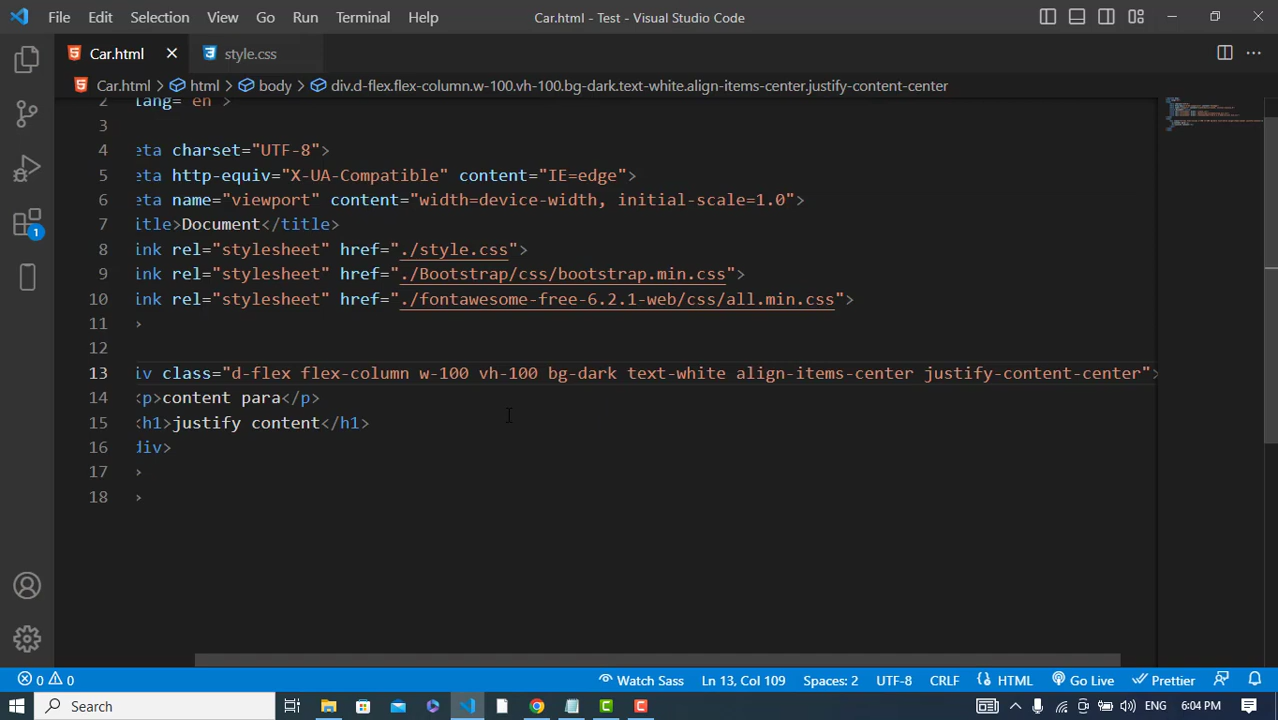 File Edit Selection View Go Run Terminal Help Car.html - Test - Visual Studio Code
Car.html style.css
Car.html > html > body > div.d-flex.flex-column.w-100.vh-100.bg-dark.text-white.align-items-center.justify-content-center
2 lang="en">
3
4 eta charset="UTF-8">
5 eta http-equiv="X-UA-Compatible" content="IE=edge">
6 eta name="viewport" content="width=device-width, initial-scale=1.0">
7 itle>Document</title>
8 ink rel="stylesheet" href="./style.css">
9 ink rel="stylesheet" href="./Bootstrap/css/bootstrap.min.css">
10 ink rel="stylesheet" href="./fontawesome-free-6.2.1-web/css/all.min.css">
11 >
12
13 iv class="d-flex flex-column w-100 vh-100 bg-dark text-white align-items-center justify-content-center">
14 <p>content para</p>
15 <h1>justify content</h1>
16 div>
17 >
18 >
1
0 0 Watch Sass Ln 13, Col 109 Spaces: 2 UTF-8 CRLF HTML Go Live Prettier
Search ENG 6:04 PM